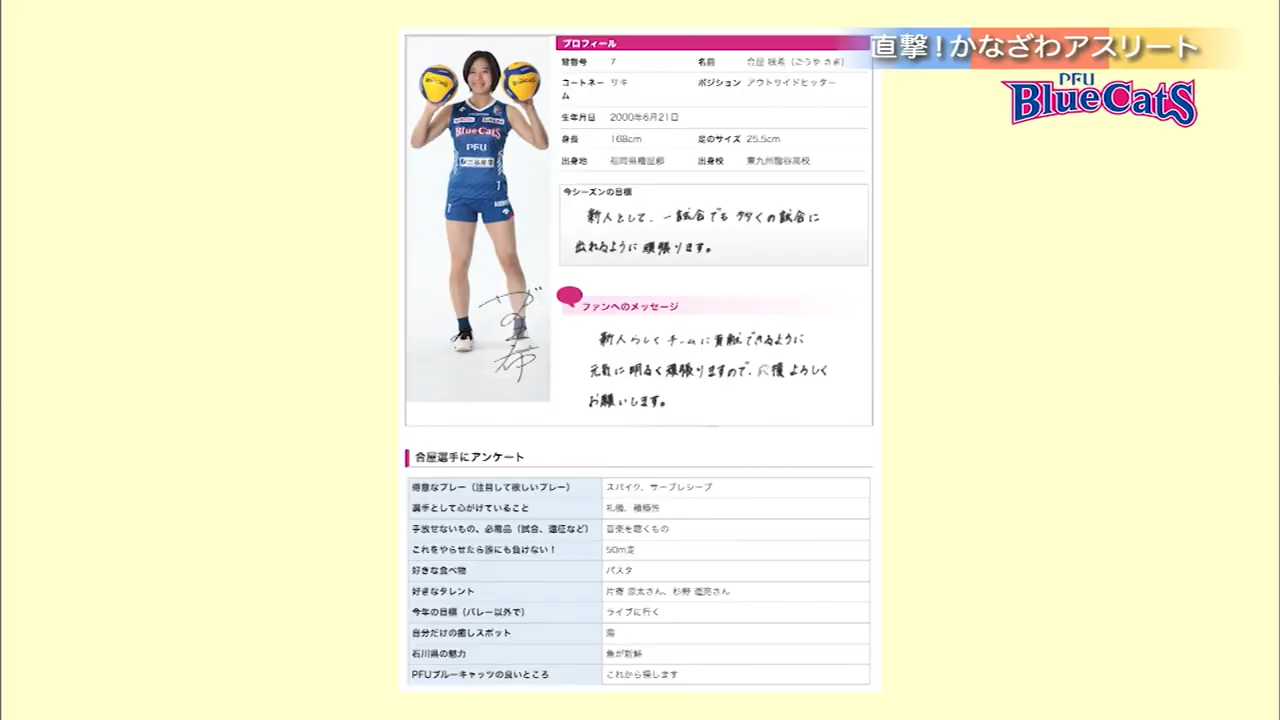 直撃!かなざわアスリート
PFU
BlueCats
プロフィール
背番号 7 名前 合屋 咲希(ごうや さき)
コートネーム リキ ポジション アウトサイドヒッター
生年月日 2000年6月21日
身長 168cm 足のサイズ 25.5cm
出身地 福岡県糟屋郡 出身校 東九州龍谷高校
BlueCats
PFU
7
今シーズンの目標
新人として、一試合でも多くの試合に
出れるように頑張ります。
ファンへのメッセージ
新人らしくチームに貢献できるように
元気に明るく頑張りますので、応援よろしく
お願いします。
合屋選手にアンケート
得意なプレー(注目して欲しいプレー) スパイク、サーブレシーブ
選手として心がけていること 礼儀、積極性
手放せないもの、必需品(試合、遠征など) 音楽を聴くもの
これをやらせたら誰にも負けない! 50m走
好きな食べ物 パスタ
好きなタレント 片寄 涼太さん、杉野 遥亮さん
今年の目標(バレー以外で) ライブに行く
自分だけの癒しスポット 海
石川県の魅力 魚が新鮮
PFUブルーキャッツの良いところ これから探します